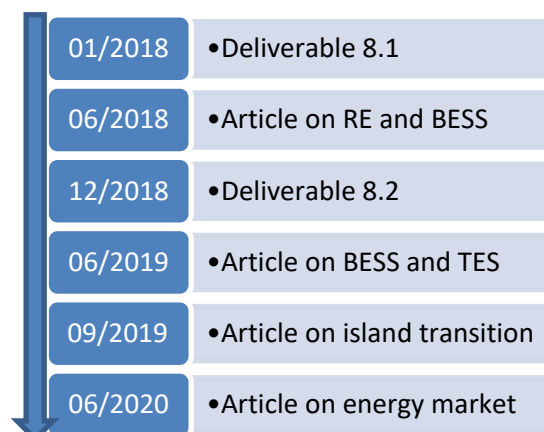 01/2018 •Deliverable 8.1
06/2018 •Article on RE and BESS
12/2018 •Deliverable 8.2
06/2019 •Article on BESS and TES
09/2019 •Article on island transition
06/2020 •Article on energy market